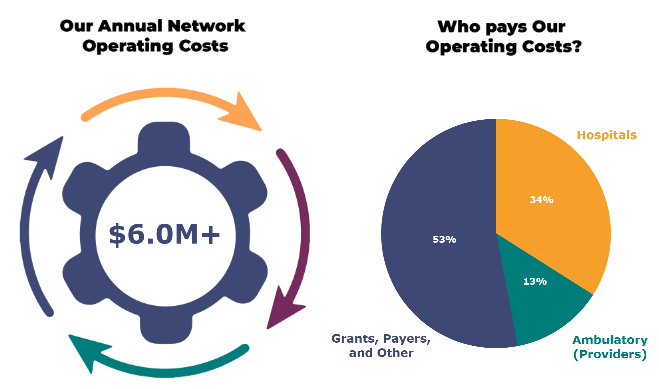 Our Annual Network
Operating Costs
$6.0M+
Who pays Our
Operating Costs?
Hospitals
34%
53%
13%
Grants, Payers,
and Other
Ambulatory
(Providers)